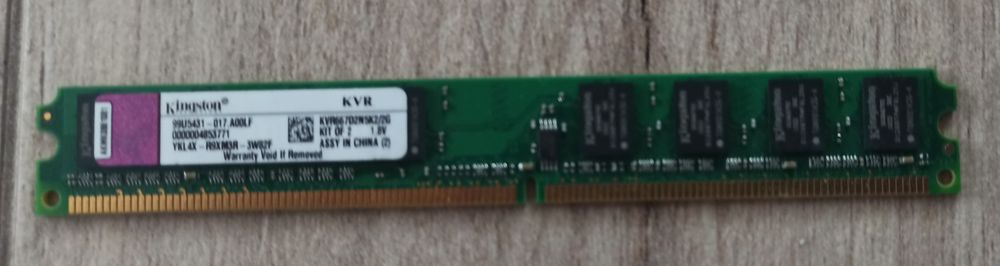 Kingston® KVR
99U5431-017.A00LF KVR667D2N5K2/2G
0000004853771 KIT OF 2 1.8V
YKL4X-R9XM3R-3W82F ASSY IN CHINA (2)
Warranty Void If Removed